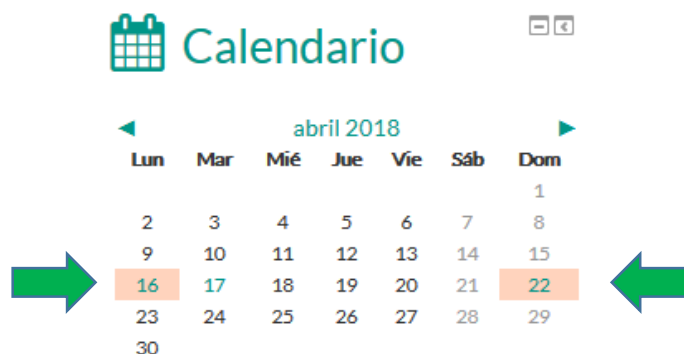 Calendario
abril 2018
Lun Mar Mié Jue Vie Sáb Dom
1
2 3 4 5 6 7 8
9 10 11 12 13 14 15
16 17 18 19 20 21 22
23 24 25 26 27 28 29
30